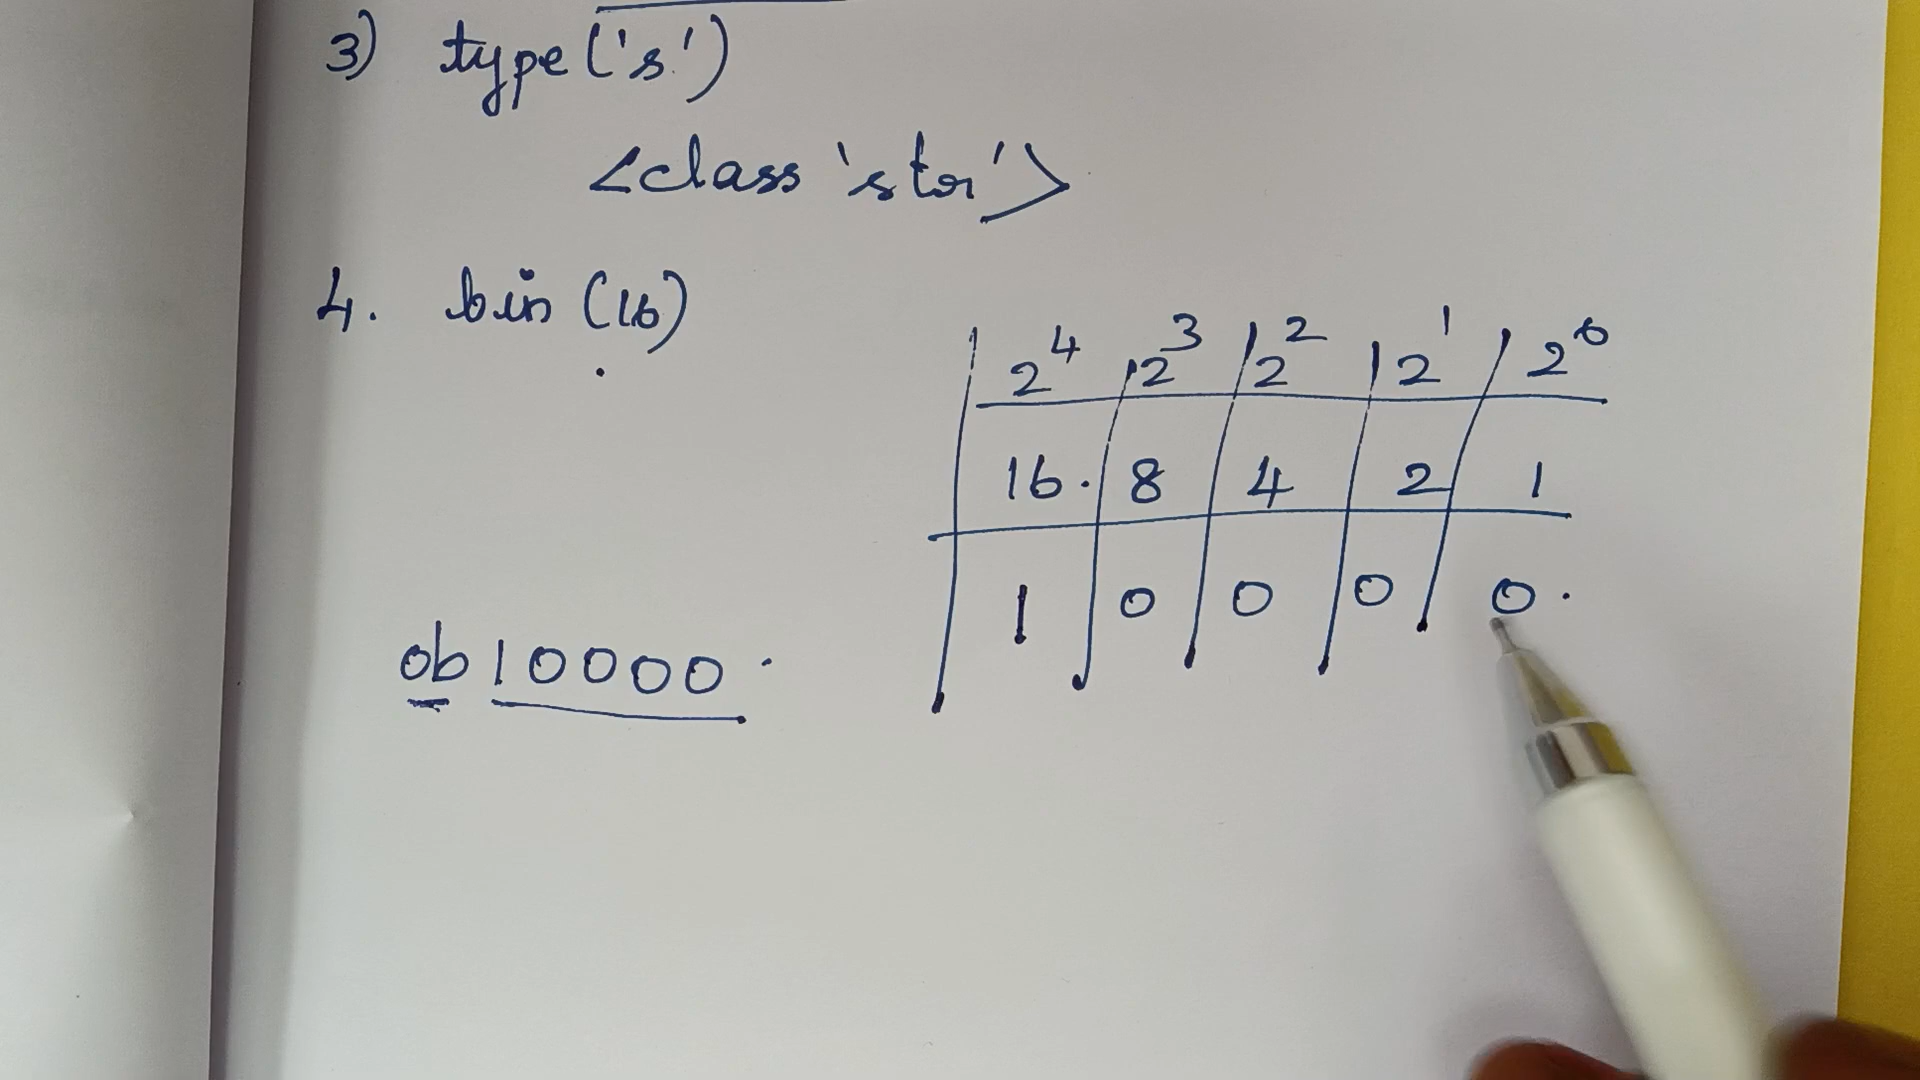 3) type('s')
<class 'str'>
4. bin (16)
2⁴ 2³ 2² 2¹ 2⁰
16. 8 4 2 1
1 0 0 0 0.
0b10000.